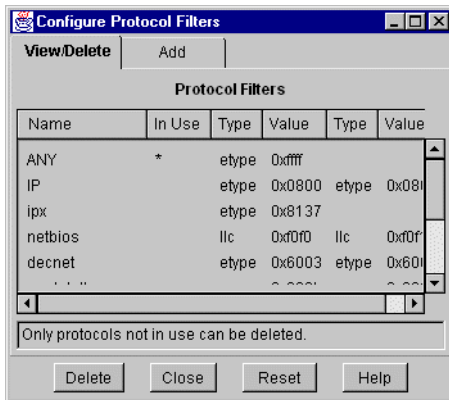 Configure Protocol Filters
View/Delete Add
Protocol Filters
Name In Use Type Value Type Value
ANY * etype 0xffff
IP etype 0x0800 etype
ipx etype 0x8137
netbios llc 0xf0f0 llc
decnet etype 0x6003 etype
Only protocols not in use can be deleted.
Delete Close Reset Help